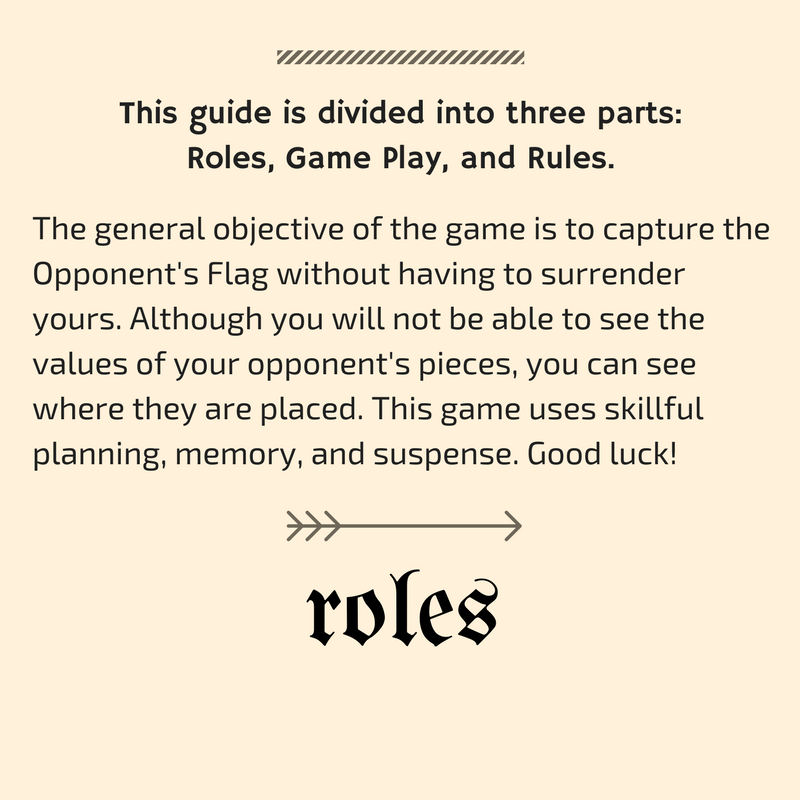 This guide is divided into three parts:
Roles, Game Play, and Rules.
The general objective of the game is to capture the
Opponent's Flag without having to surrender
yours. Although you will not be able to see the
values of your opponent's pieces, you can see
where they are placed. This game uses skillful
planning, memory, and suspense. Good luck!
roles